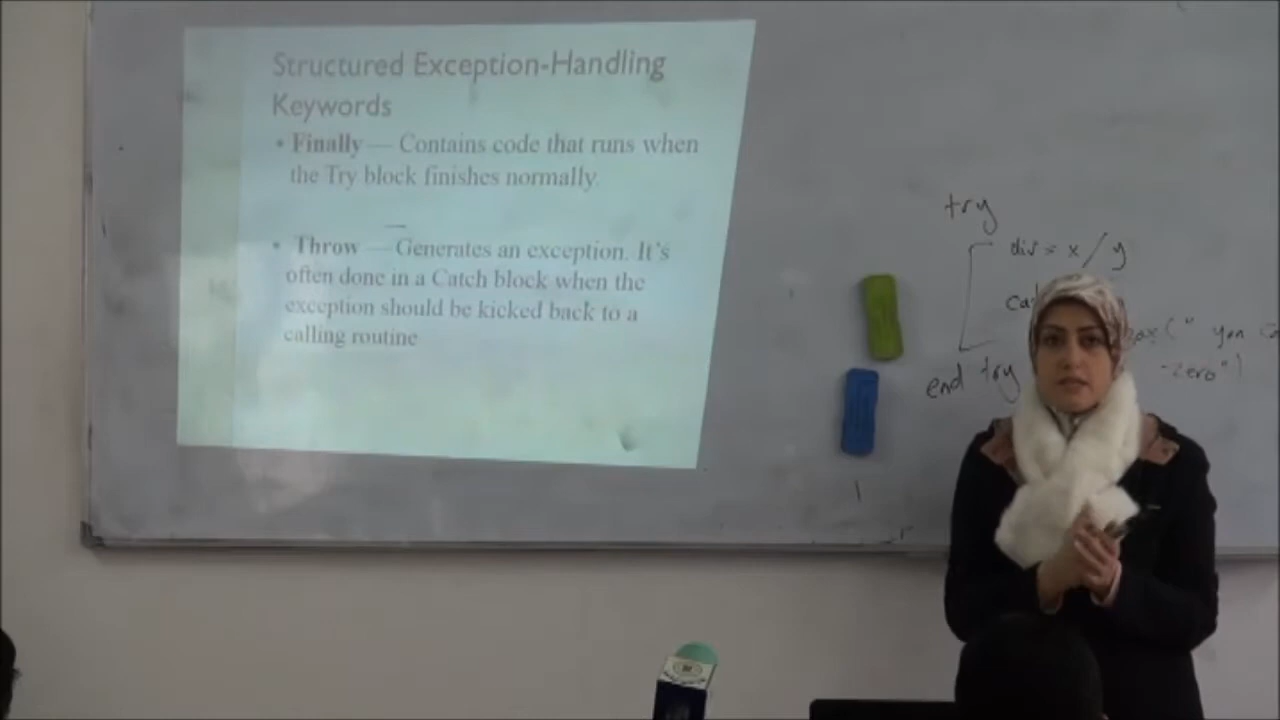 Structured Exception-Handling
Keywords
• Finally — Contains code that runs when
the Try block finishes normally.
• Throw — Generates an exception. It's
often done in a Catch block when the
exception should be kicked back to a
calling routine
try
div = x / y
end try
(" you
zero")